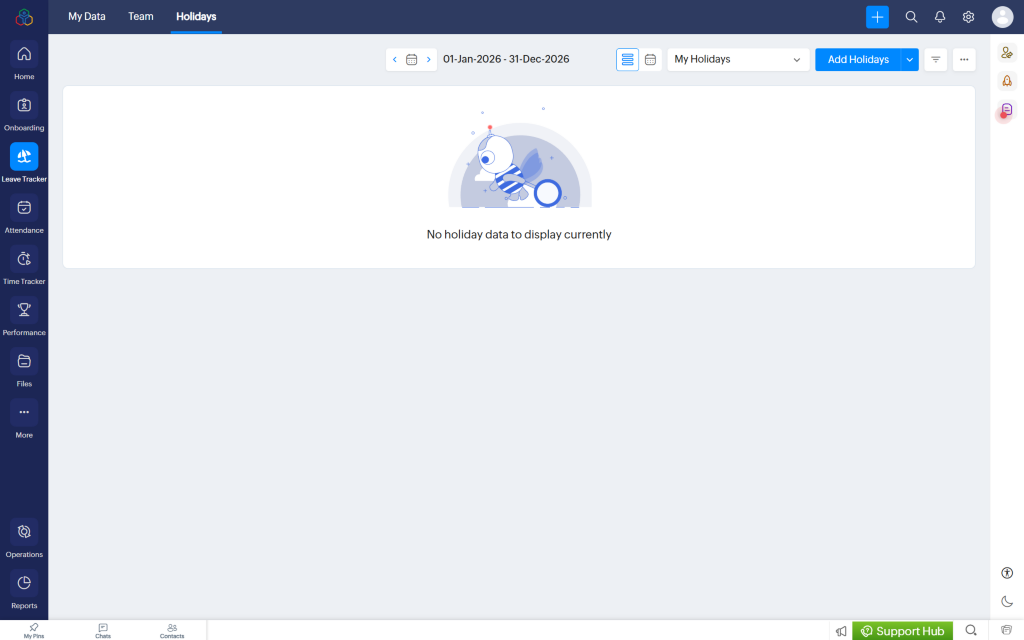 My Data
Team
Holidays
Home
Onboarding
Leave Tracker
Attendance
Time Tracker
Performance
Files
More
Operations
Reports
01-Jan-2026 - 31-Dec-2026
My Holidays
Add Holidays
No holiday data to display currently
My Pins
Chats
Contacts
Support Hub